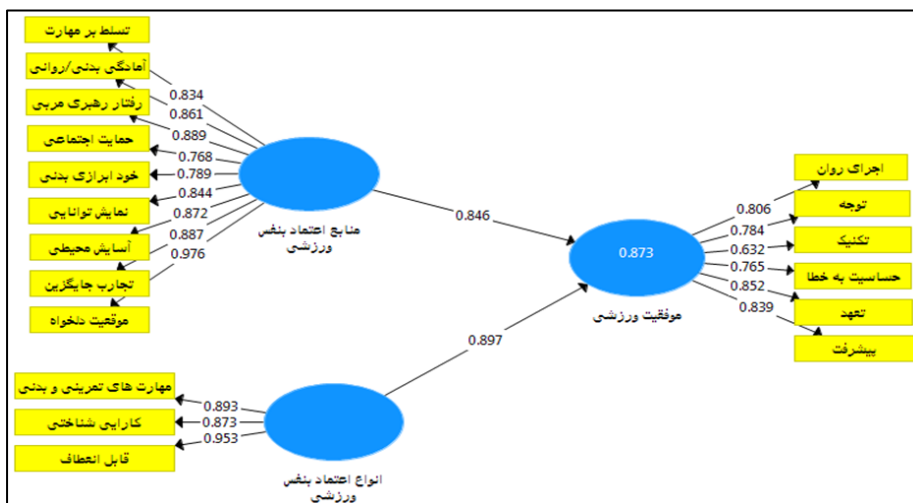 تسلط بر مهارت
آمادگی بدنی/روانی
رفتار رهبری مربی
حمایت اجتماعی
خود ابرازی بدنی
نمایش توانایی
آسایش محیطی
تجارب جایگزین
موقعیت دلخواه
0.834
0.861
0.889
0.768
0.789
0.844
0.872
0.887
0.976
منابع اعتماد بنفس
ورزشی
0.846
مهارت های تمرینی و بدنی
کارایی شناختی
قابل انعطاف
0.893
0.873
0.953
انواع اعتماد بنفس
ورزشی
0.897
0.873
موفقیت ورزشی
0.806
0.784
0.632
0.765
0.852
0.839
اجرای روان
توجه
تکنیک
حساسیت به خطا
تعهد
پیشرفت